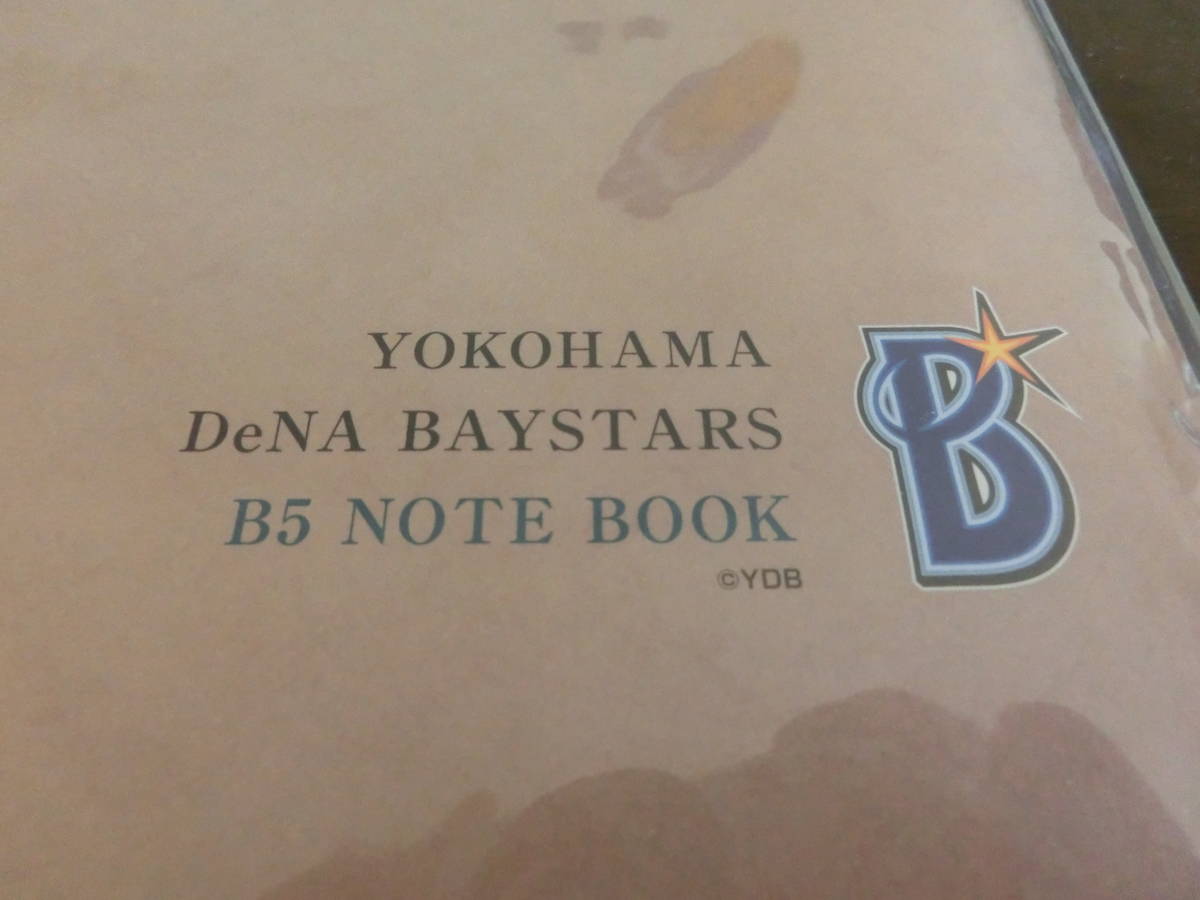 YOKOHAMA
DeNA BAYSTARS
B5 NOTE BOOK
©YDB
B